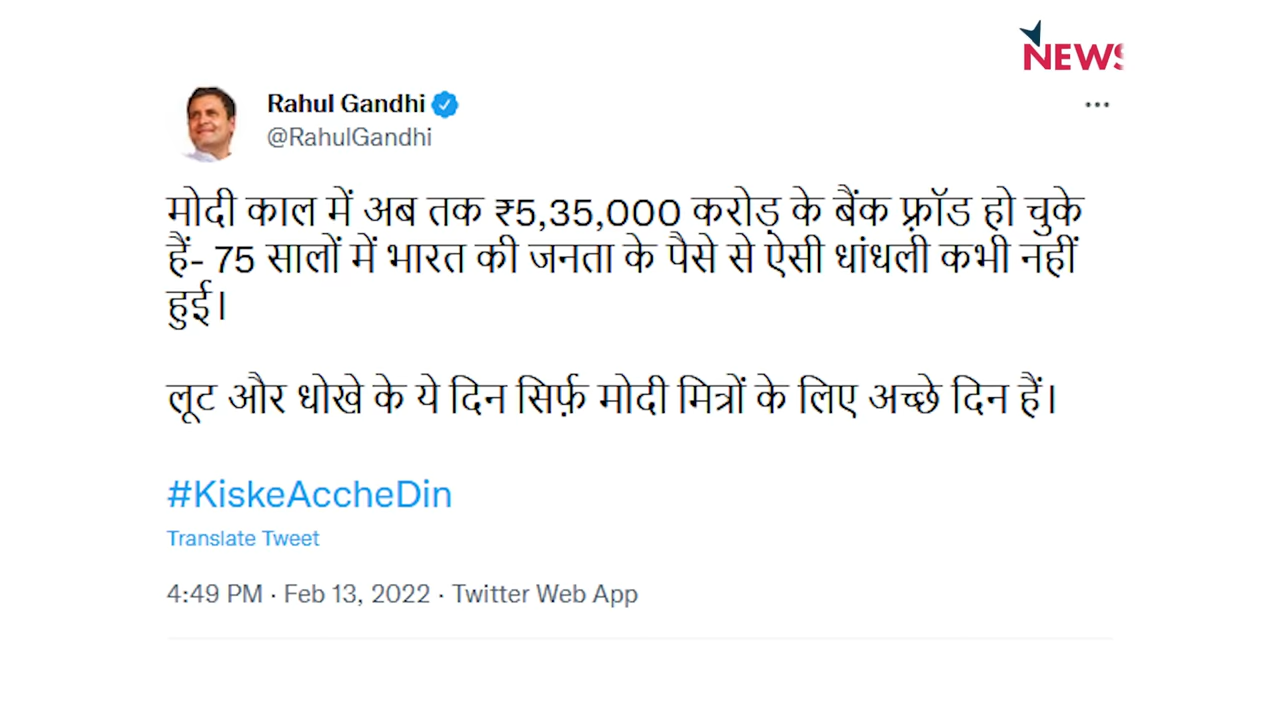 NEWS
Rahul Gandhi
@RahulGandhi
मोदी काल में अब तक ₹5,35,000 करोड़ के बैंक फ़्रॉड हो चुके
हैं- 75 सालों में भारत की जनता के पैसे से ऐसी धांधली कभी नहीं
हुई।
लूट और धोखे के ये दिन सिर्फ़ मोदी मित्रों के लिए अच्छे दिन हैं।
#KiskeAccheDin
Translate Tweet
4:49 PM · Feb 13, 2022 · Twitter Web App